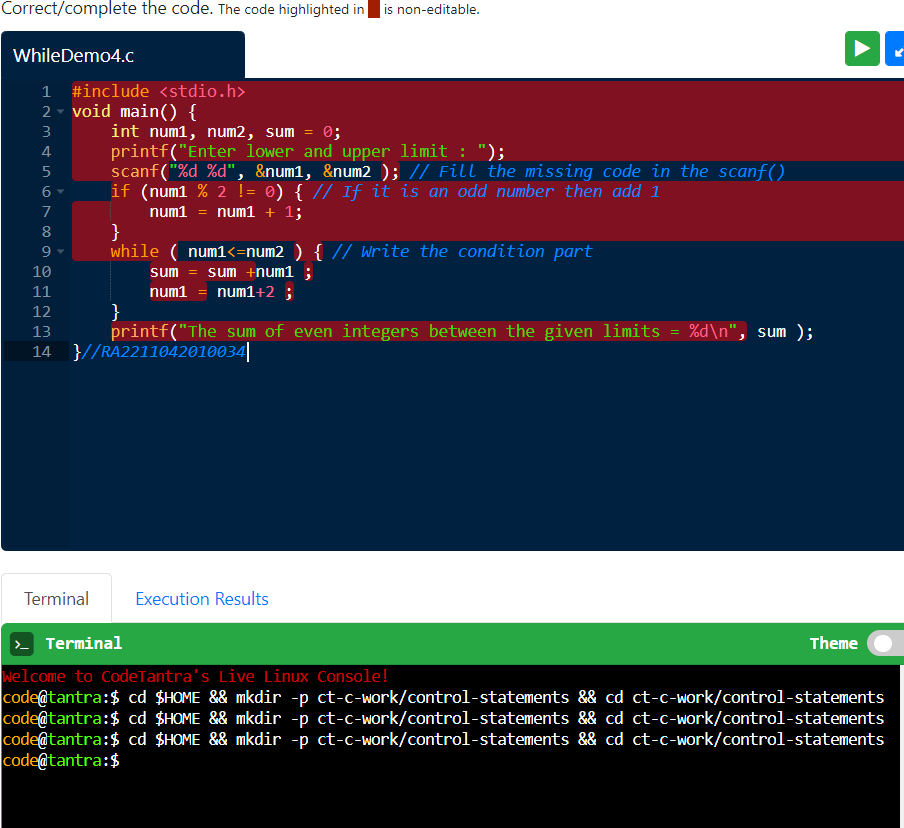 Correct/complete the code. The code highlighted in is non-editable.
WhileDemo4.c
1 #include <stdio.h>
2 void main() {
3 int num1, num2, sum = 0;
4 printf("Enter lower and upper limit : ");
5 scanf("%d %d", &num1, &num2 ); // Fill the missing code in the scanf()
6 if (num1 % 2 != 0) { // If it is an odd number then add 1
7 num1 = num1 + 1;
8 }
9 while ( num1<=num2 ) { // Write the condition part
10 sum = sum +num1 ;
11 num1 = num1+2 ;
12 }
13 printf("The sum of even integers between the given limits = %d\n", sum );
14 }//RA2211042010034
Terminal Execution Results
>_ Terminal Theme
Welcome to CodeTantra's Live Linux Console!
code@tantra:$ cd $HOME && mkdir -p ct-c-work/control-statements && cd ct-c-work/control-statements
code@tantra:$ cd $HOME && mkdir -p ct-c-work/control-statements && cd ct-c-work/control-statements
code@tantra:$ cd $HOME && mkdir -p ct-c-work/control-statements && cd ct-c-work/control-statements
code@tantra:$